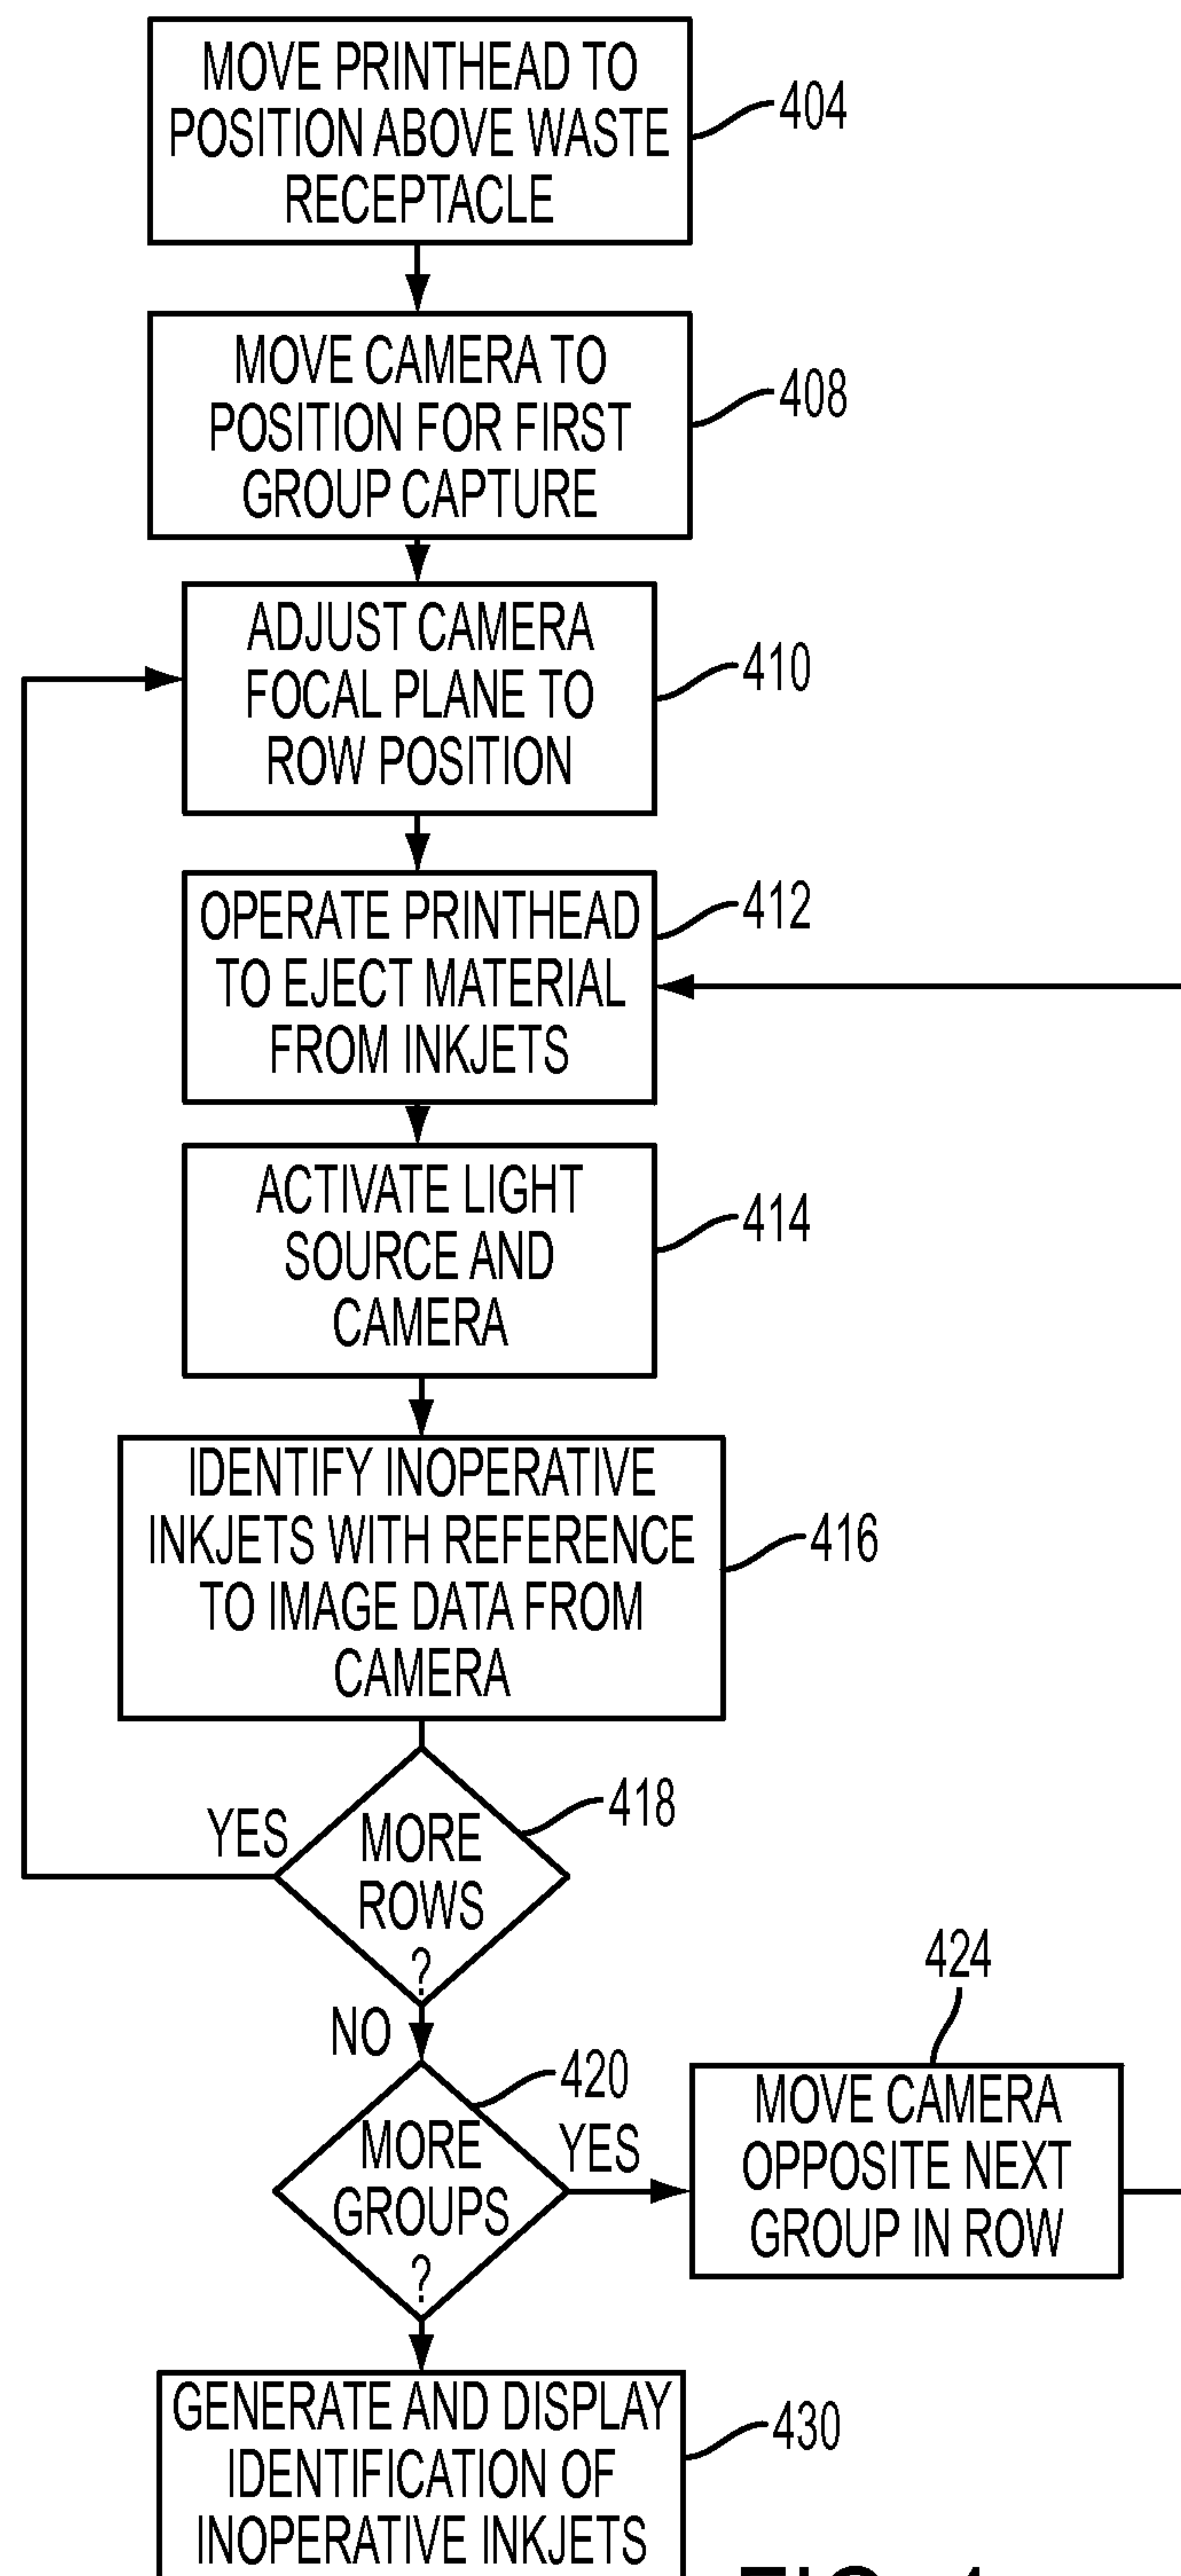 MOVE PRINTHEAD TO
POSITION ABOVE WASTE
RECEPTACLE
404
MOVE CAMERA TO
POSITION FOR FIRST
GROUP CAPTURE
408
ADJUST CAMERA
FOCAL PLANE TO
ROW POSITION
410
OPERATE PRINTHEAD
TO EJECT MATERIAL
FROM INKJETS
412
ACTIVATE LIGHT
SOURCE AND
CAMERA
414
IDENTIFY INOPERATIVE
INKJETS WITH REFERENCE
TO IMAGE DATA FROM
CAMERA
416
YES
MORE
ROWS
?
418
NO
MORE
GROUPS
?
420
YES
424
MOVE CAMERA
OPPOSITE NEXT
GROUP IN ROW
GENERATE AND DISPLAY
IDENTIFICATION OF
INOPERATIVE INKJETS
430